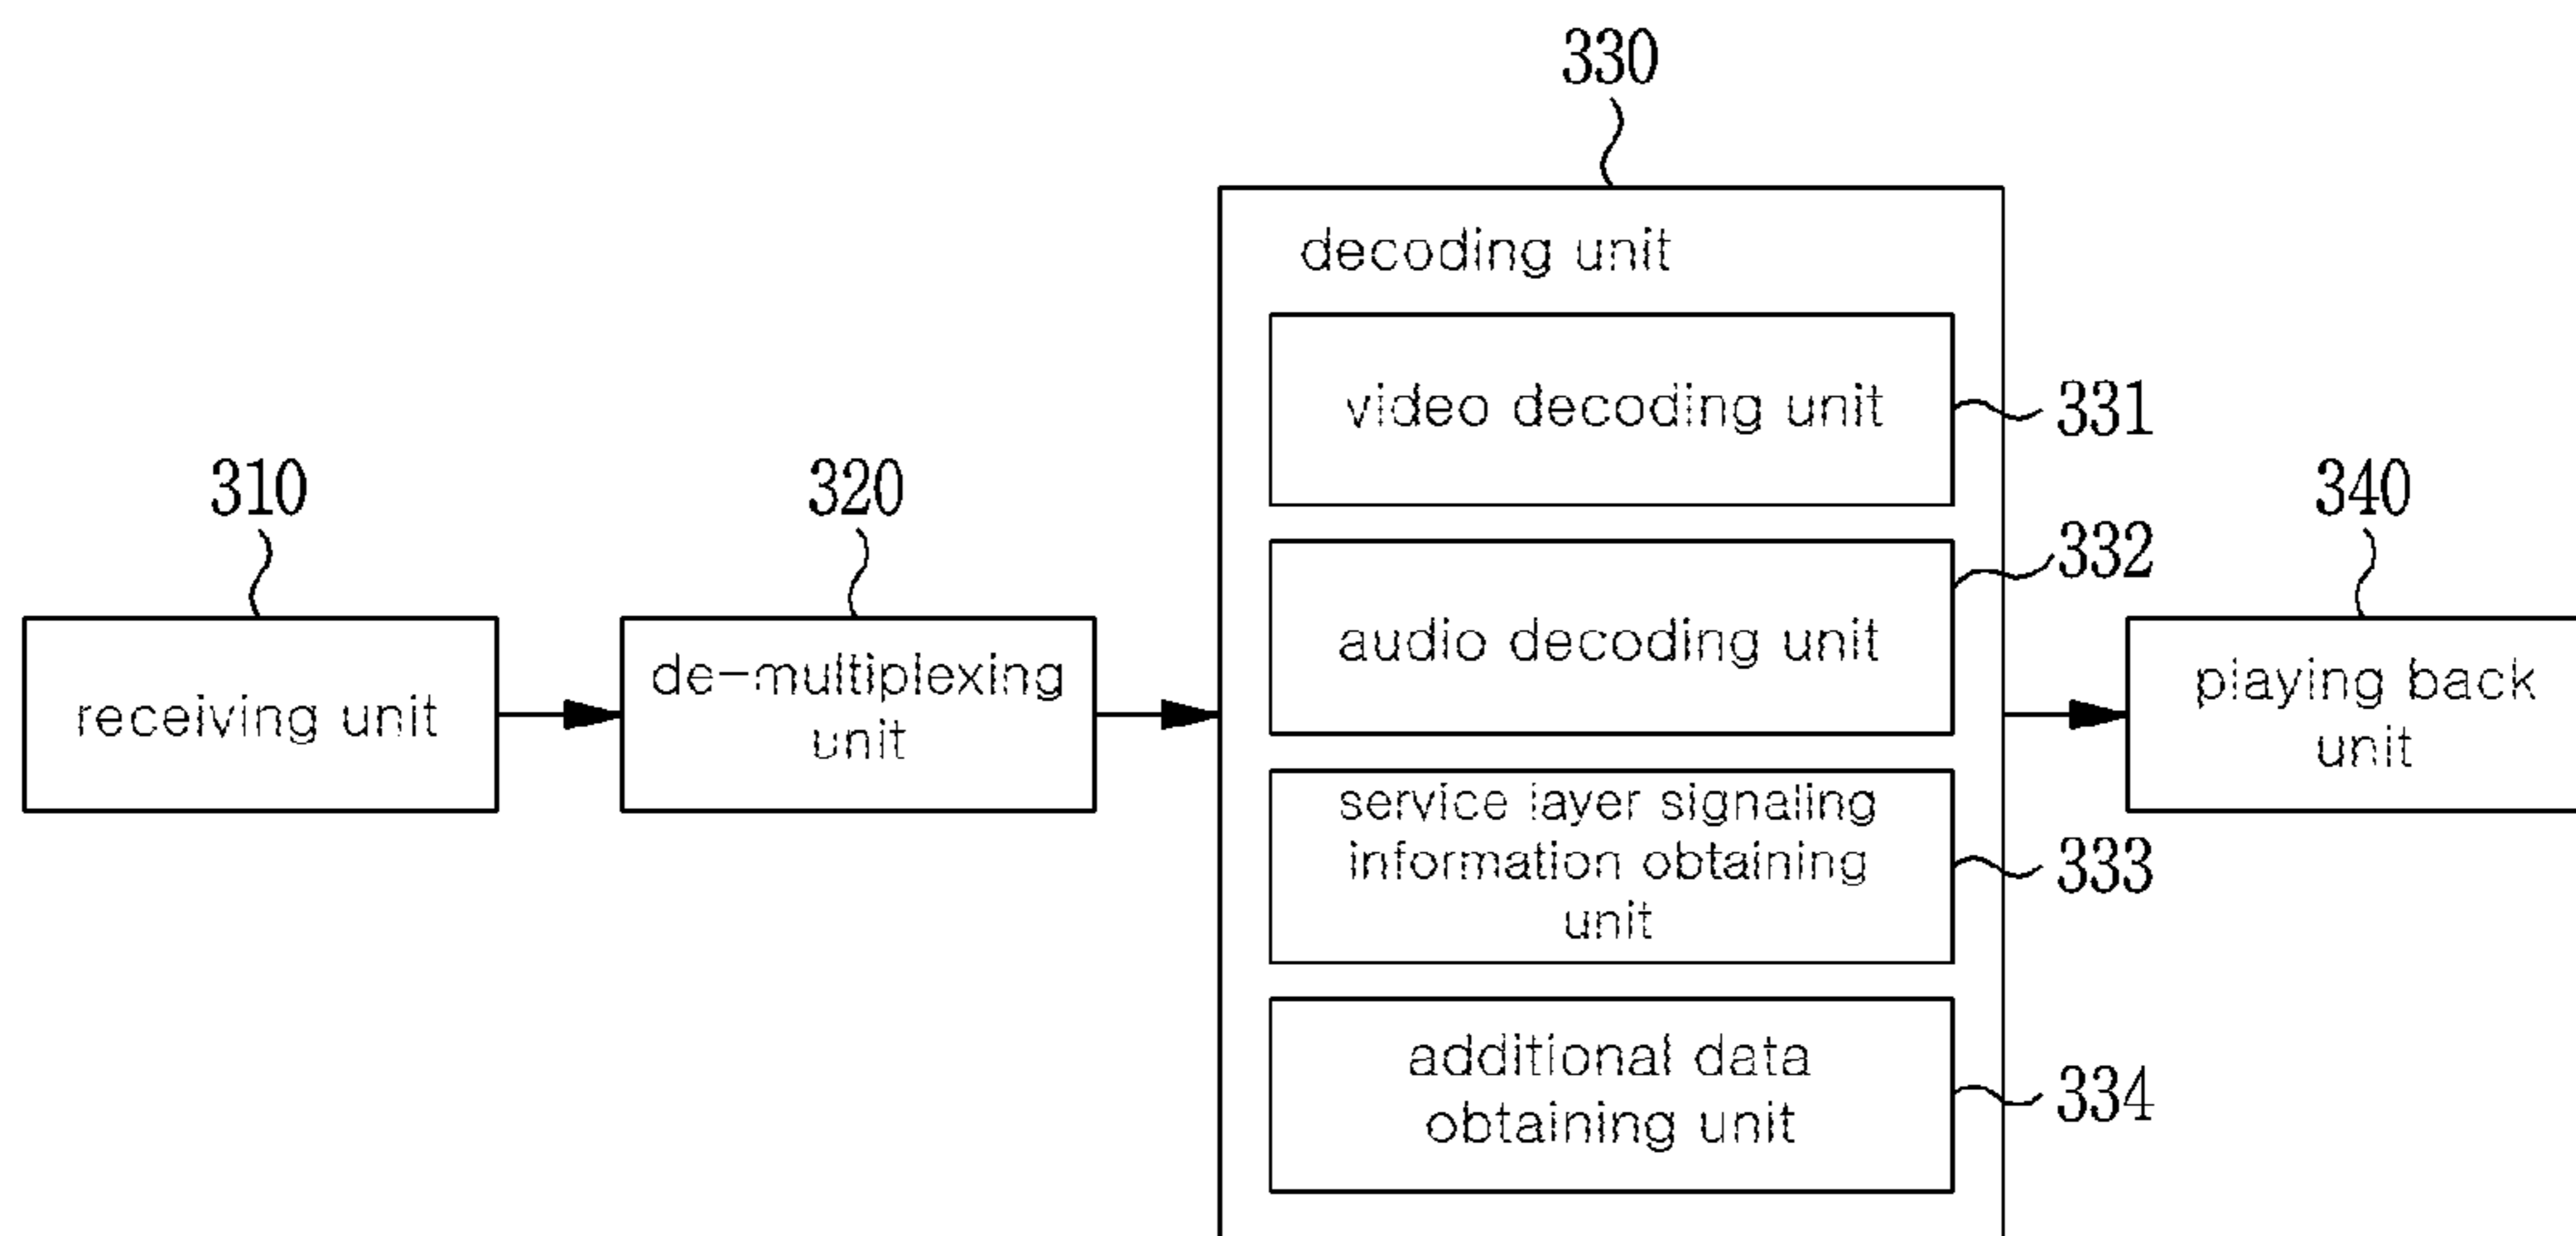 330
decoding unit
video decoding unit
331
310
320
340
332
audio decoding unit
receiving unit
de-multiplexing
unit
playing back
unit
service layer signaling
information obtaining
unit
333
additional data
obtaining unit
334